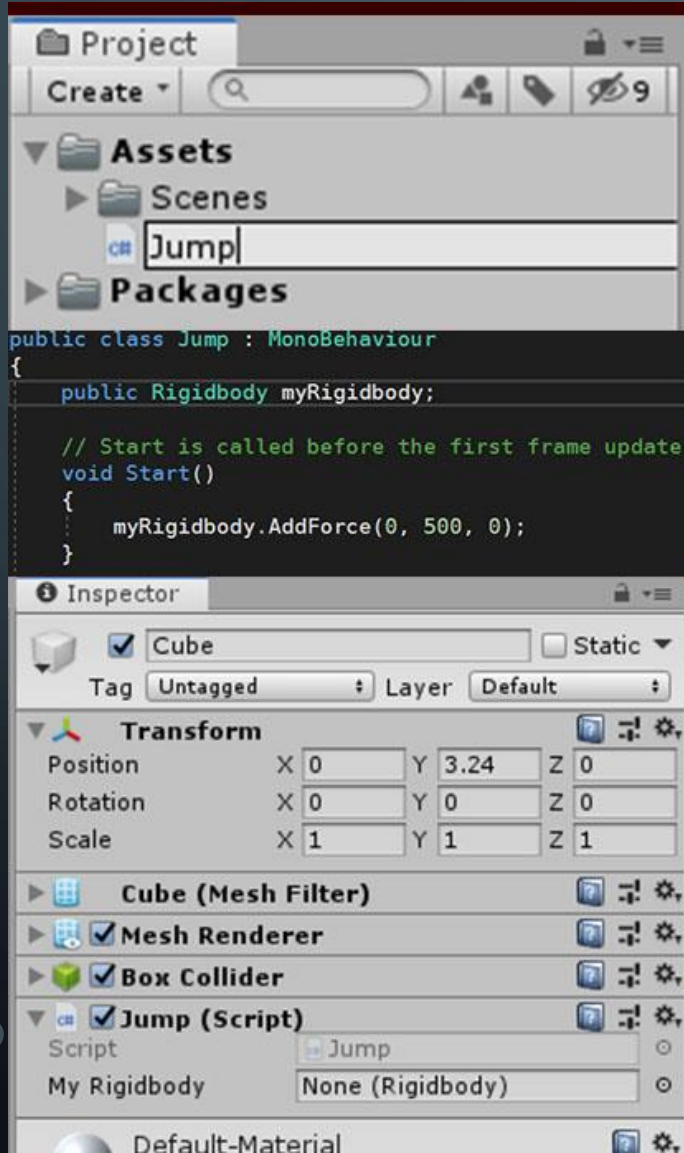 Project
Create 9
Assets
Scenes
c# Jump
Packages
public class Jump : MonoBehaviour
{
public Rigidbody myRigidbody;
// Start is called before the first frame update
void Start()
{
myRigidbody.AddForce(0, 500, 0);
}
Inspector
Cube Static
Tag Untagged Layer Default
Transform
Position X 0 Y 3.24 Z 0
Rotation X 0 Y 0 Z 0
Scale X 1 Y 1 Z 1
Cube (Mesh Filter)
Mesh Renderer
Box Collider
c# Jump (Script)
Script Jump
My Rigidbody None (Rigidbody)
Default-Material